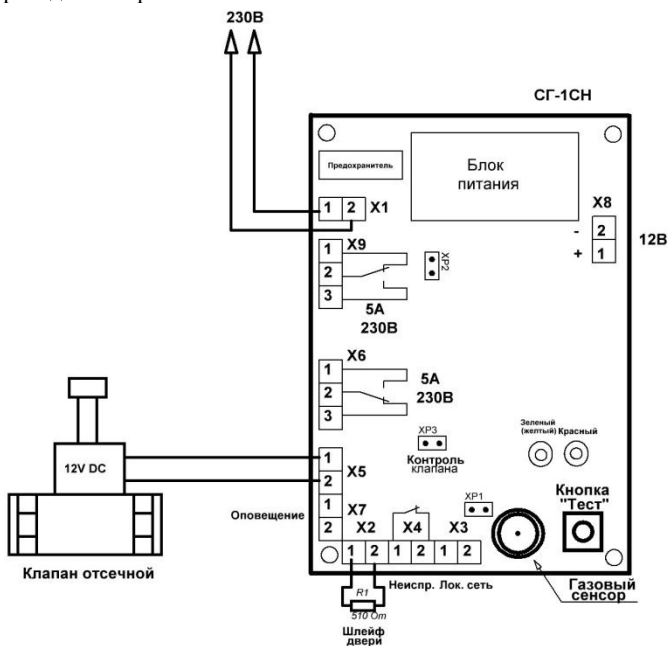 230В
СГ-1СН
Предохранитель
Блок
питания
1 2 X1
X8
- 2
+ 1
12В
X9
1
2
3
XP2
5А
230В
X6
1
2
3
5А
230В
XP3
Контроль
клапана
Зеленый
(желтый) Красный
12V DC
1
2
X5
Оповещение
1
2
X7
X2 X4 X3
XP1
Кнопка
"Тест"
1 2 1 2 1 2
Клапан отсечной
Неиспр. Лок. сеть
Газовый
сенсор
R1
510 Om
Шлейф
двери